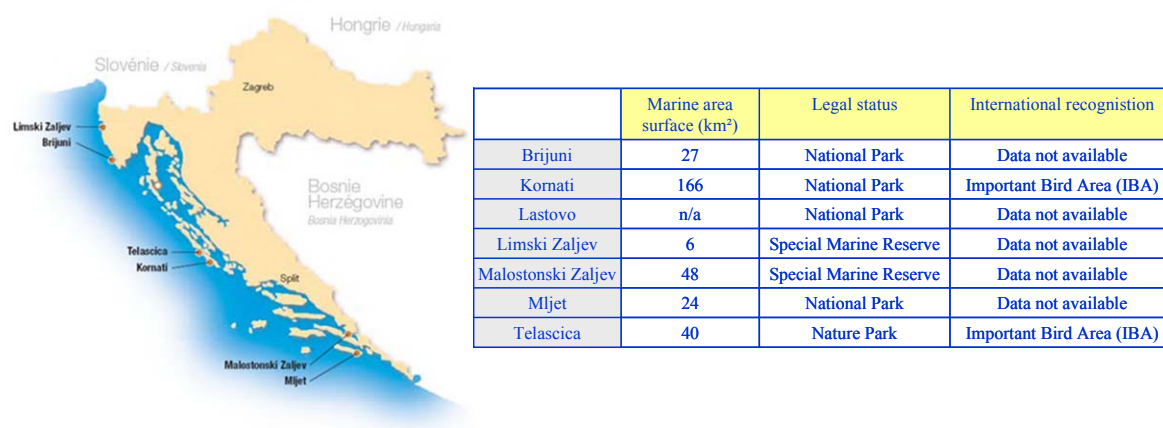 Hongrie / Hungaria
Slovénie / Slovenia
Zagreb
Limski Zaljev
Brijuni
Bosnie
Herzégovine
Bosnia Herzogovinia
Telascica
Kornati
Split
Malostonski Zaljev
Mljet
Marine area surface (km²) Legal status International recognistion
Brijuni 27 National Park Data not available
Kornati 166 National Park Important Bird Area (IBA)
Lastovo n/a National Park Data not available
Limski Zaljev 6 Special Marine Reserve Data not available
Malostonski Zaljev 48 Special Marine Reserve Data not available
Mljet 24 National Park Data not available
Telascica 40 Nature Park Important Bird Area (IBA)